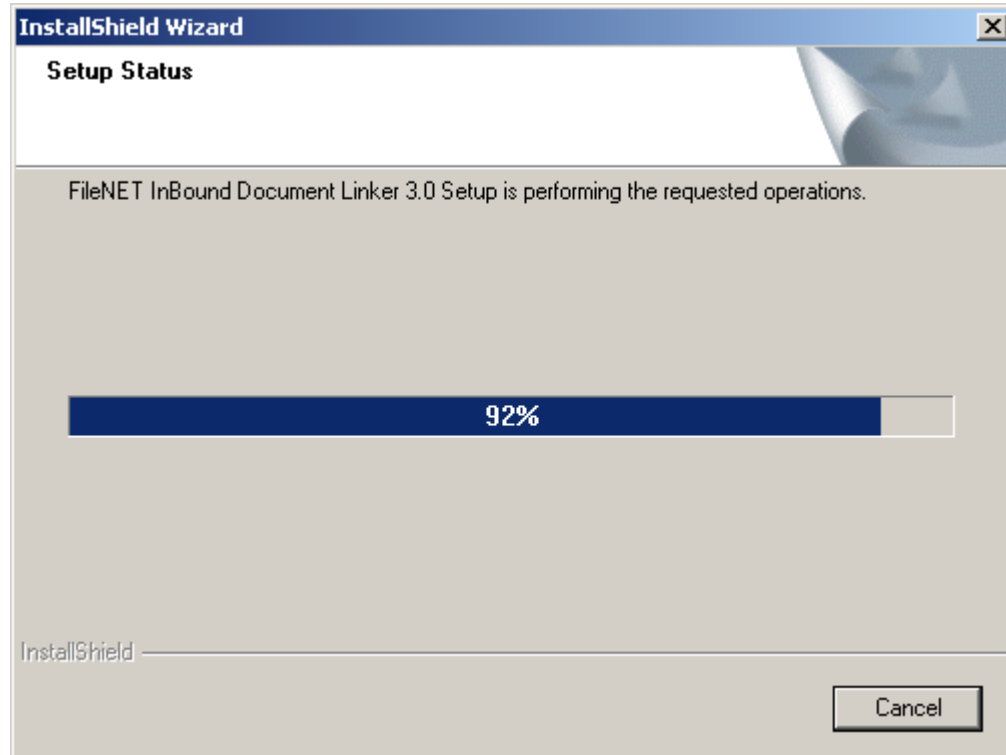 InstallShield Wizard
Setup Status
FileNET InBound Document Linker 3.0 Setup is performing the requested operations.
92%
InstallShield
Cancel